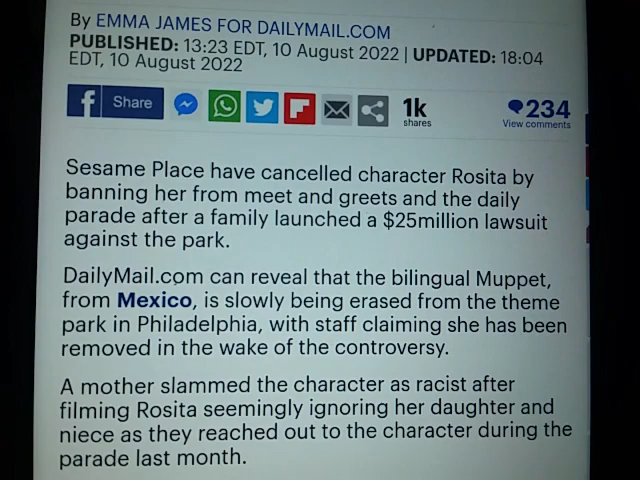 By EMMA JAMES FOR DAILYMAIL.COM
PUBLISHED: 13:23 EDT, 10 August 2022 | UPDATED: 18:04
EDT, 10 August 2022
f Share
1k
shares
234
View comments
Sesame Place have cancelled character Rosita by
banning her from meet and greets and the daily
parade after a family launched a $25million lawsuit
against the park.
DailyMail.com can reveal that the bilingual Muppet,
from Mexico, is slowly being erased from the theme
park in Philadelphia, with staff claiming she has been
removed in the wake of the controversy.
A mother slammed the character as racist after
filming Rosita seemingly ignoring her daughter and
niece as they reached out to the character during the
parade last month.